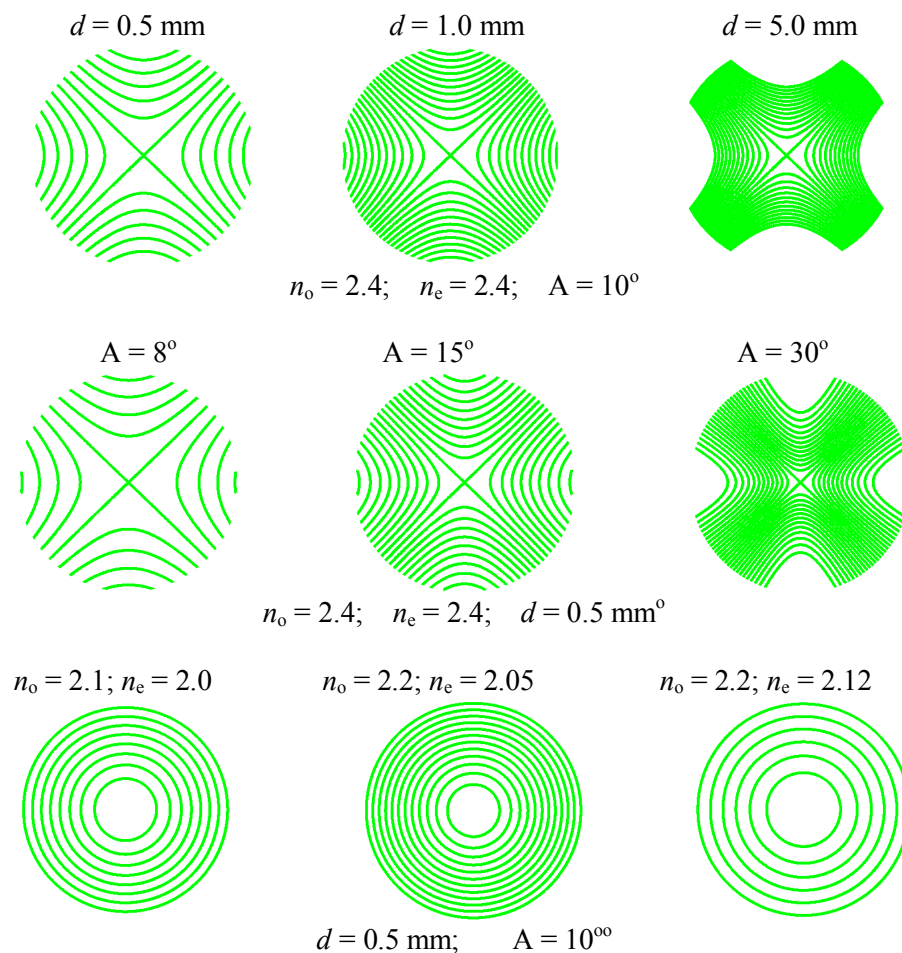 d = 0.5 mm d = 1.0 mm d = 5.0 mm
nₒ = 2.4; nₑ = 2.4; A = 10ᵒ
A = 8ᵒ A = 15ᵒ A = 30ᵒ
nₒ = 2.4; nₑ = 2.4; d = 0.5 mmᵒ
nₒ = 2.1; nₑ = 2.0 nₒ = 2.2; nₑ = 2.05 nₒ = 2.2; nₑ = 2.12
d = 0.5 mm; A = 10ᵒᵒ